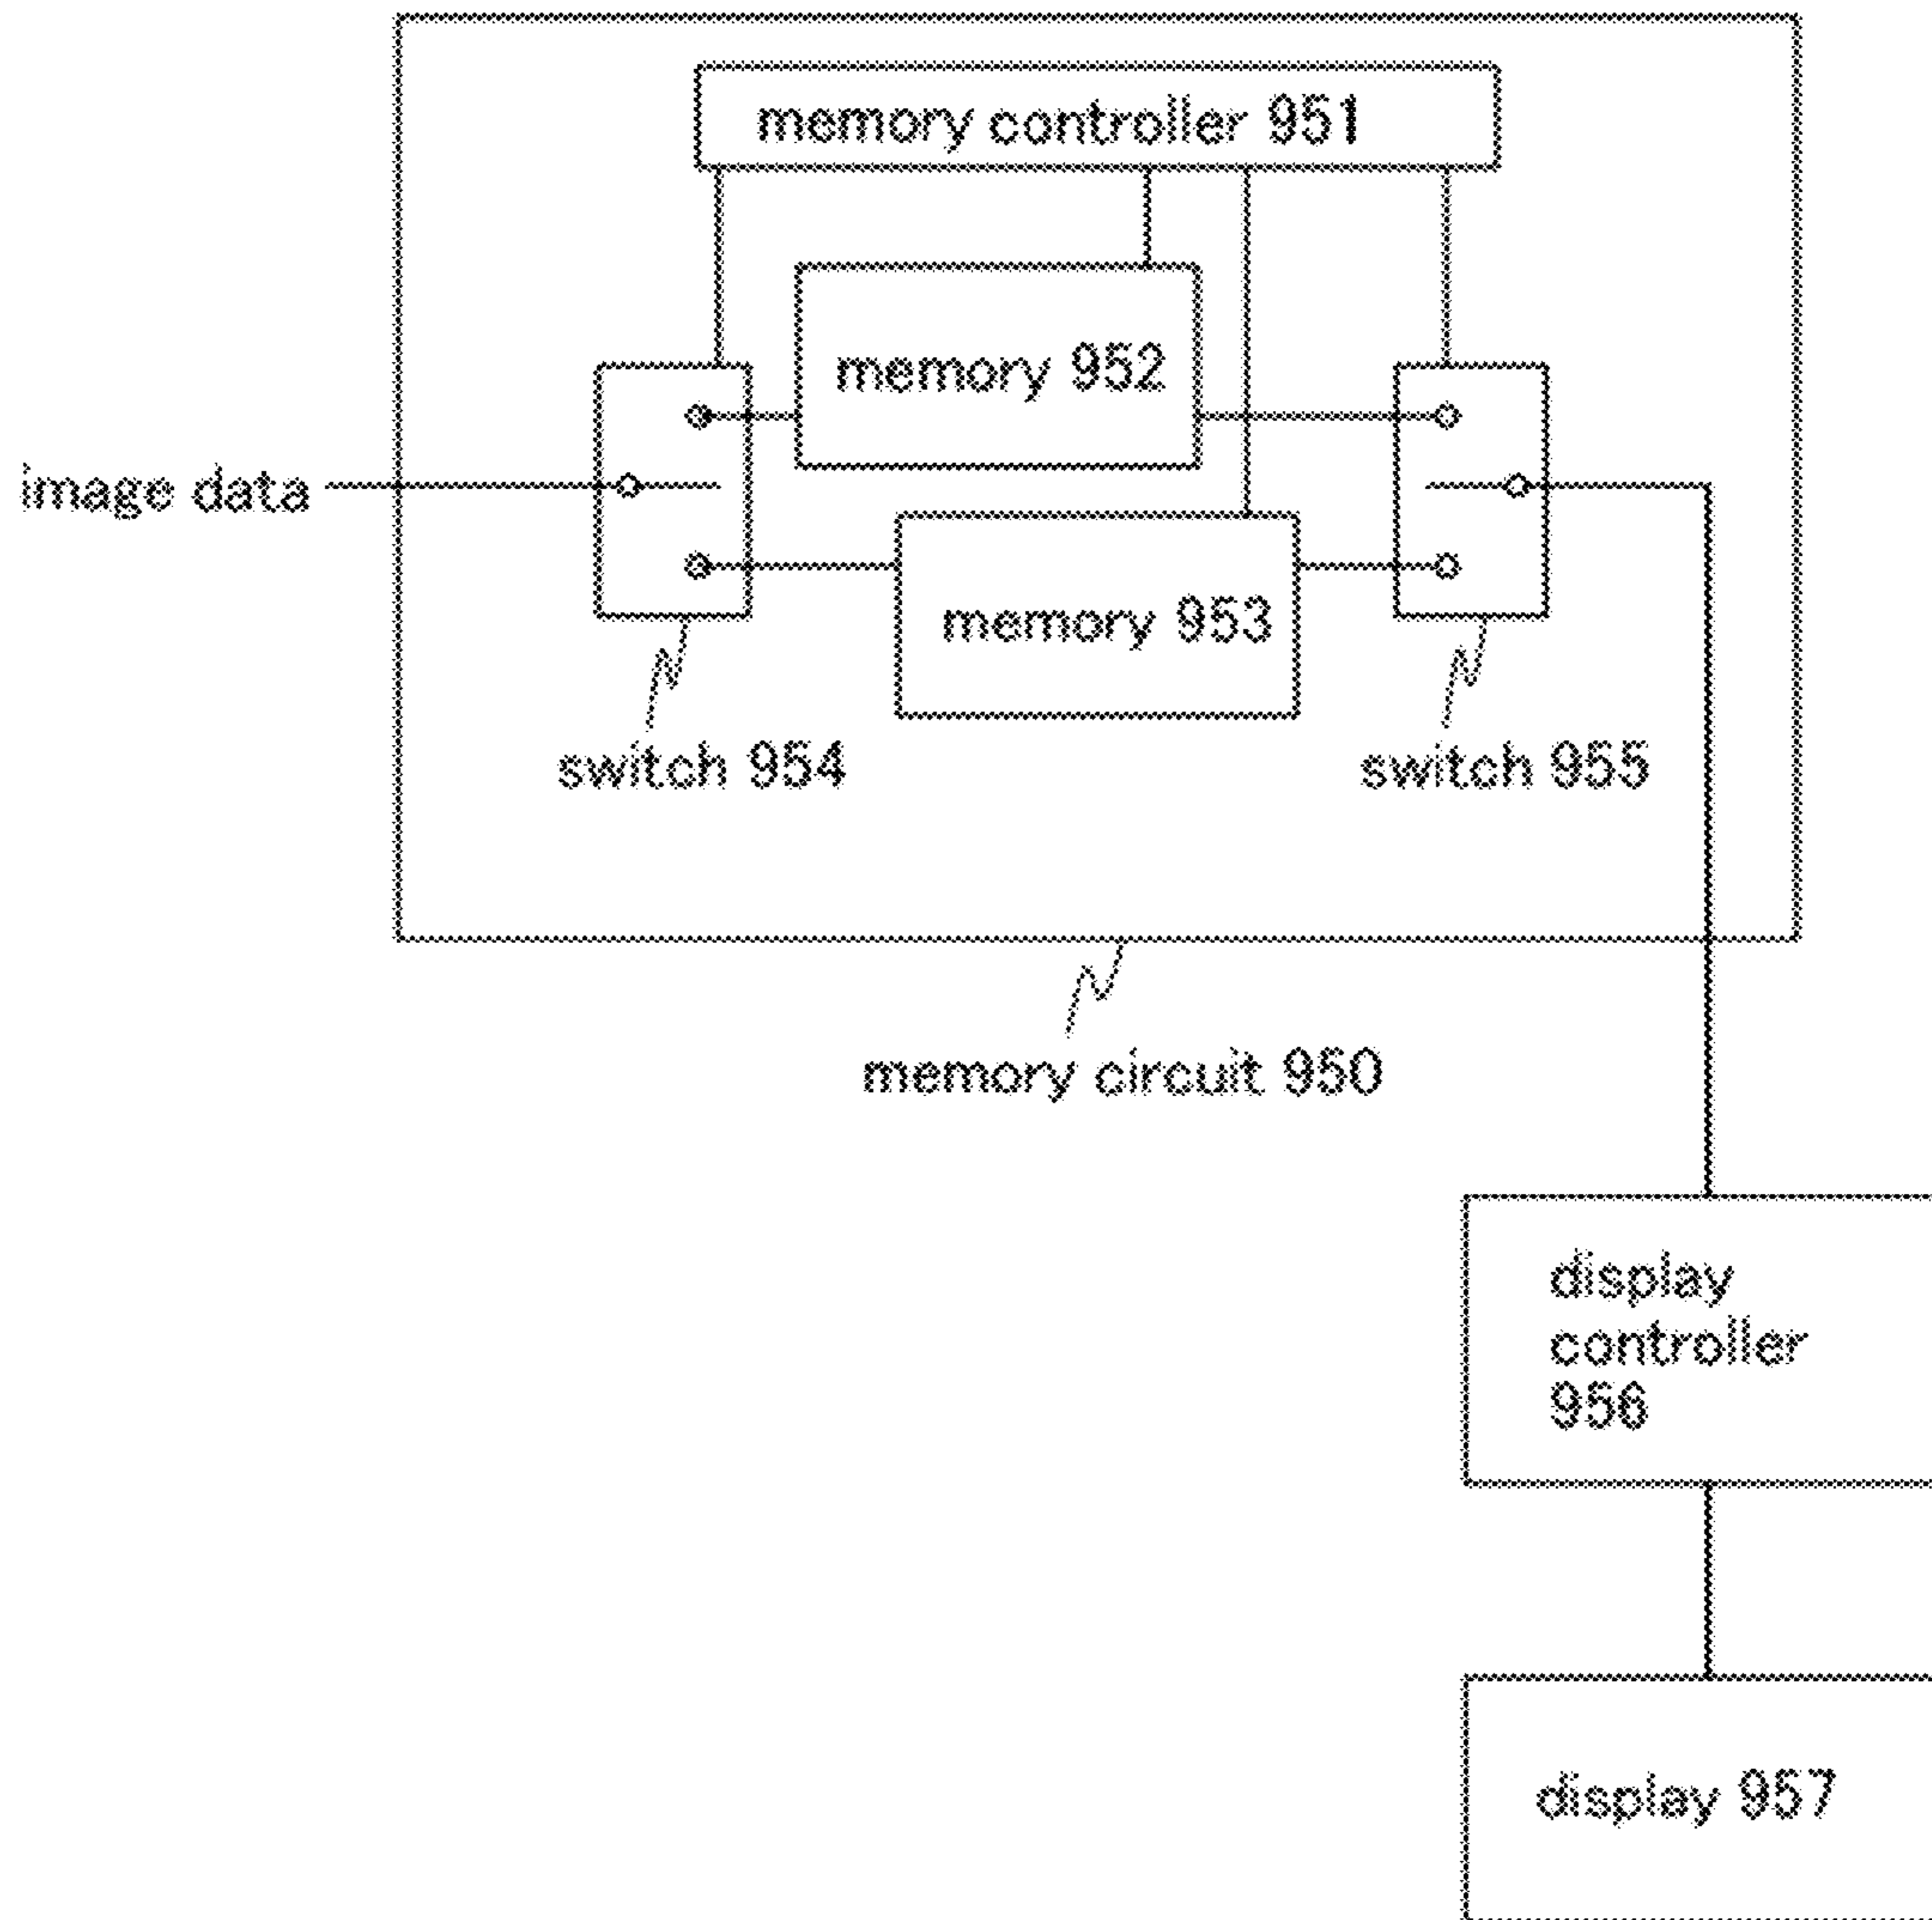 memory controller 951
memory 952
image data
memory 953
switch 954
switch 955
memory circuit 950
display
controller
956
display 957